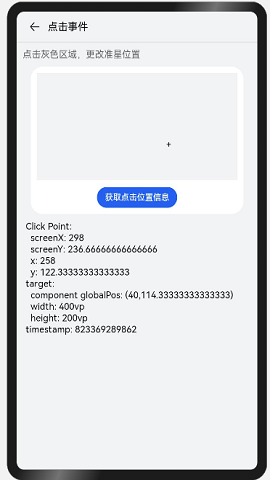 点击事件
点击灰色区域，更改准星位置
+
获取点击位置信息
Click Point:
screenX: 298
screenY: 236.66666666666666
x: 258
y: 122.33333333333333
target:
component globalPos: (40,114.33333333333333)
width: 400vp
height: 200vp
timestamp: 823369289862